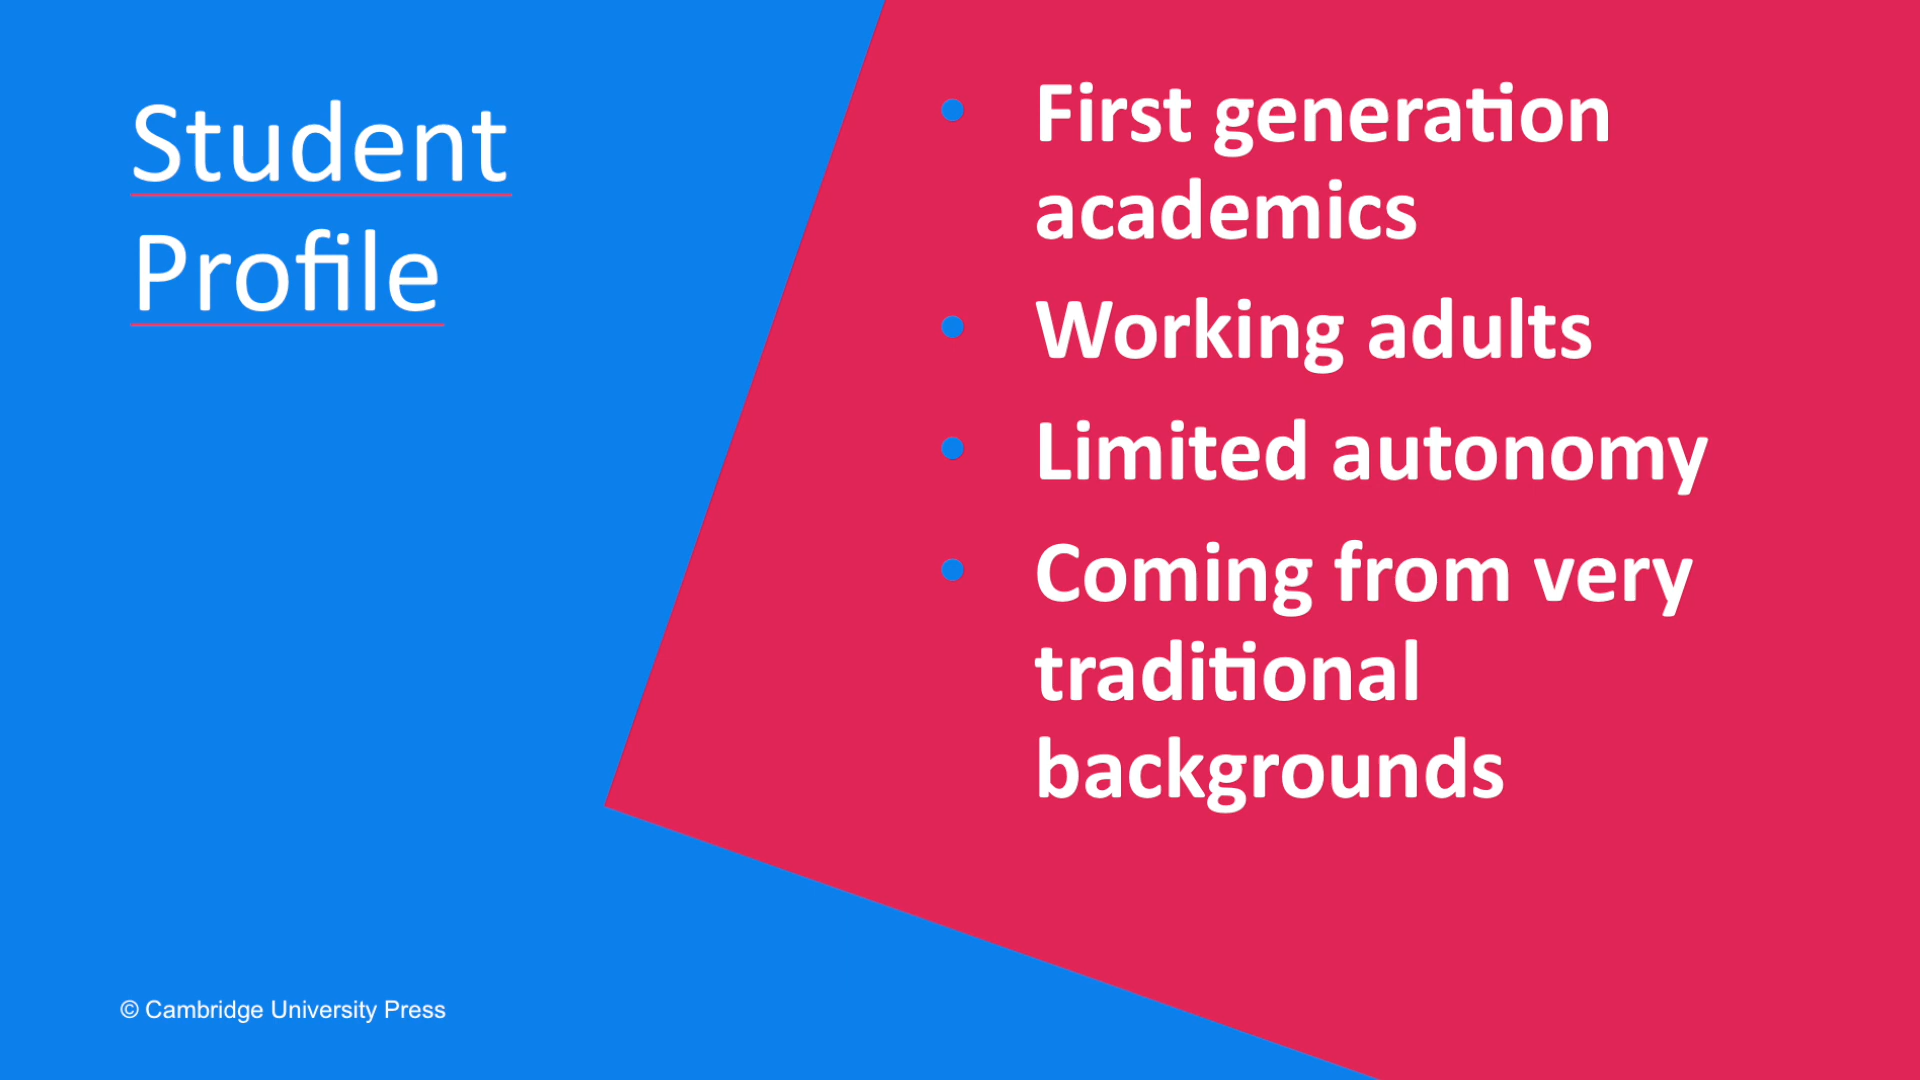 Student
Profile
• First generation
academics
• Working adults
• Limited autonomy
• Coming from very
traditional
backgrounds
© Cambridge University Press